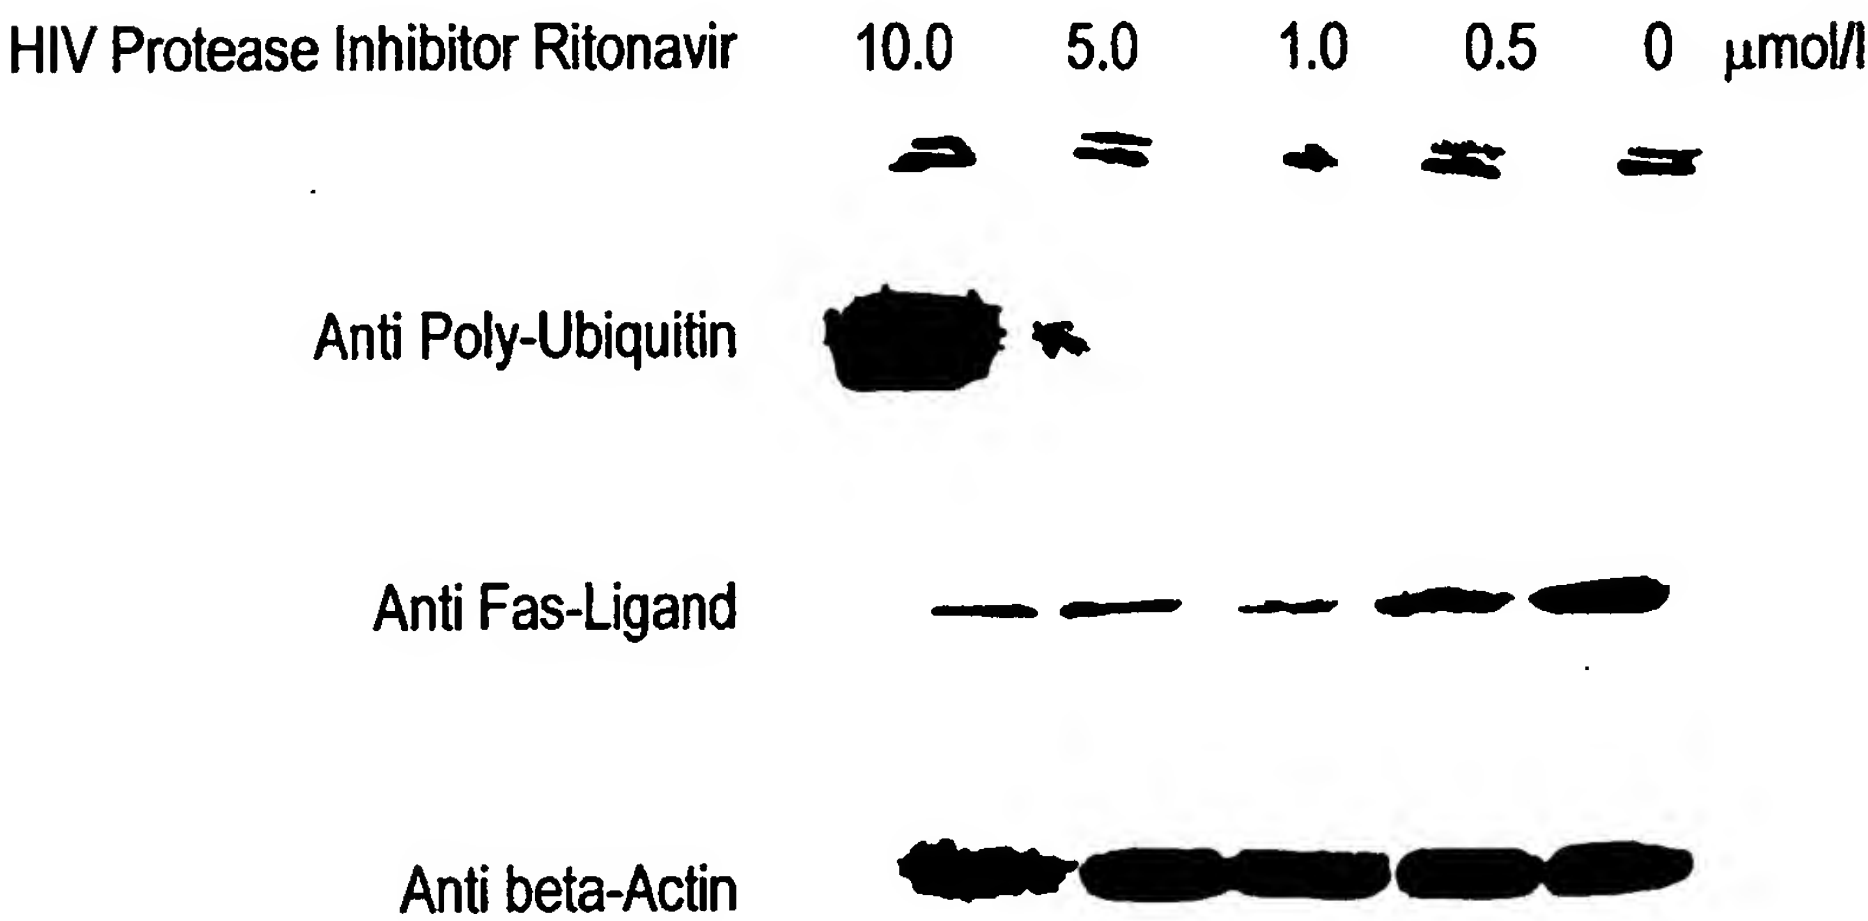 HIV Protease Inhibitor Ritonavir 10.0 5.0 1.0 0.5 0 μmol/l
Anti Poly-Ubiquitin
Anti Fas-Ligand
Anti beta-Actin